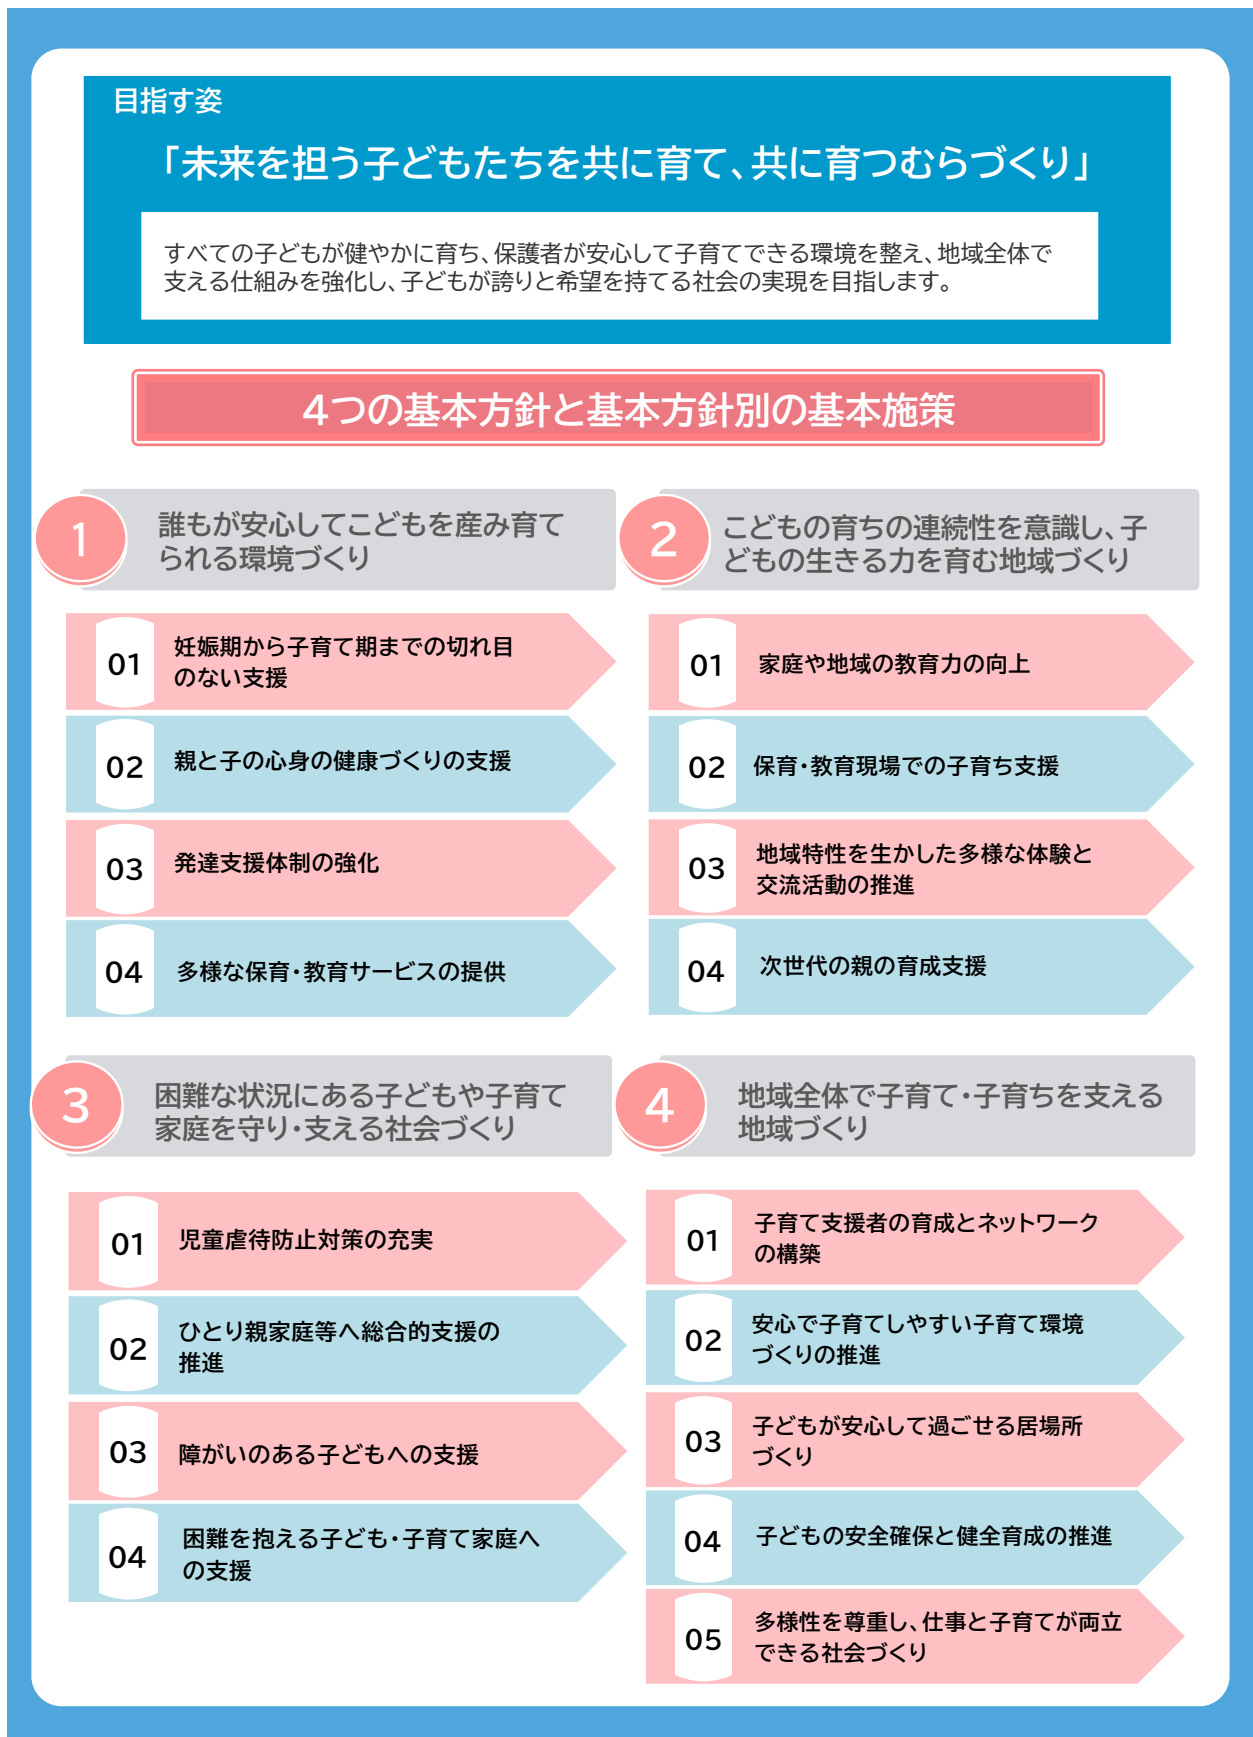 目指す姿
「未来を担う子どもたちを共に育て、共に育つむらづくり」
すべての子どもが健やかに育ち、保護者が安心して子育てできる環境を整え、地域全体で
支える仕組みを強化し、子どもが誇りと希望を持てる社会の実現を目指します。
4つの基本方針と基本方針別の基本施策
1
誰もが安心してこどもを産み育て
られる環境づくり
01
妊娠期から子育て期までの切れ目
のない支援
02
親と子の心身の健康づくりの支援
03
発達支援体制の強化
04
多様な保育・教育サービスの提供
2
こどもの育ちの連続性を意識し、子
どもの生きる力を育む地域づくり
01
家庭や地域の教育力の向上
02
保育・教育現場での子育ち支援
03
地域特性を生かした多様な体験と
交流活動の推進
04
次世代の親の育成支援
3
困難な状況にある子どもや子育て
家庭を守り・支える社会づくり
01
児童虐待防止対策の充実
02
ひとり親家庭等へ総合的支援の
推進
03
障がいのある子どもへの支援
04
困難を抱える子ども・子育て家庭へ
の支援
4
地域全体で子育て・子育ちを支える
地域づくり
01
子育て支援者の育成とネットワーク
の構築
02
安心で子育てしやすい子育て環境
づくりの推進
03
子どもが安心して過ごせる居場所
づくり
04
子どもの安全確保と健全育成の推進
05
多様性を尊重し、仕事と子育てが両立
できる社会づくり